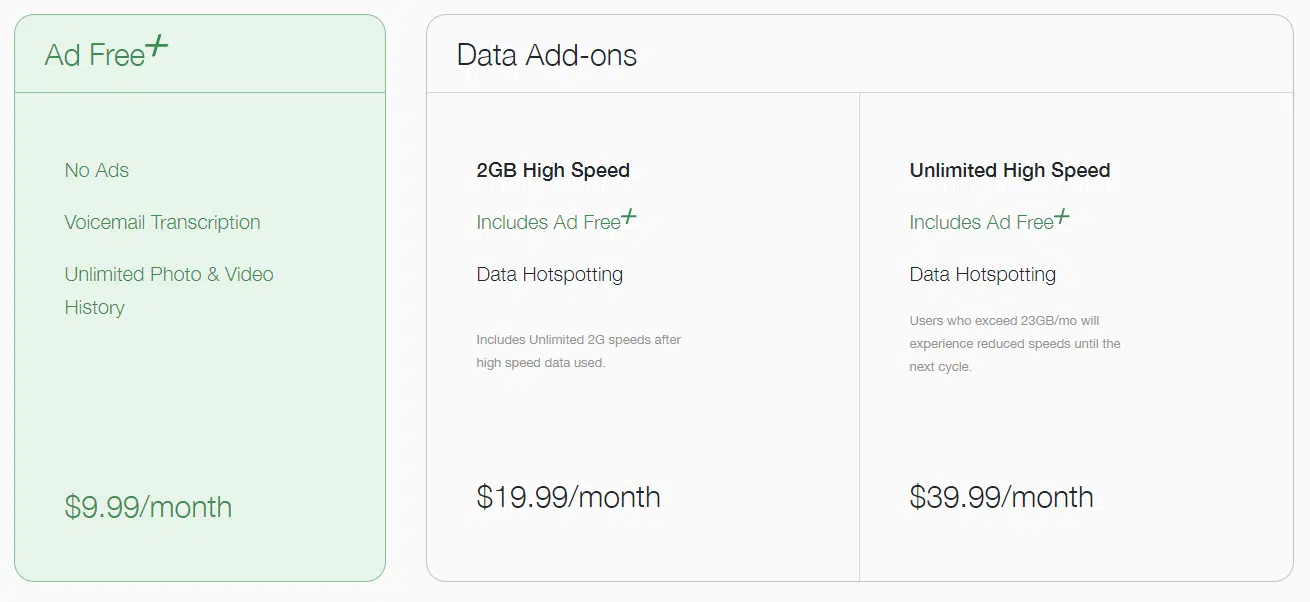 Ad Free+
No Ads
Voicemail Transcription
Unlimited Photo & Video
History
$9.99/month
Data Add-ons
2GB High Speed
Includes Ad Free+
Data Hotspotting
Includes Unlimited 2G speeds after
high speed data used.
$19.99/month
Unlimited High Speed
Includes Ad Free+
Data Hotspotting
Users who exceed 23GB/mo will
experience reduced speeds until the
next cycle.
$39.99/month